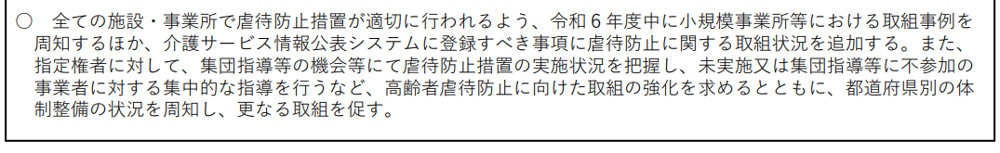 ○　全ての施設・事業所で虐待防止措置が適切に行われるよう、令和６年度中に小規模事業所等における取組事例を
周知するほか、介護サービス情報公表システムに登録すべき事項に虐待防止に関する取組状況を追加する。また、
指定権者に対して、集団指導等の機会等にて虐待防止措置の実施状況を把握し、未実施又は集団指導等に不参加の
事業者に対する集中的な指導を行うなど、高齢者虐待防止に向けた取組の強化を求めるとともに、都道府県別の体
制整備の状況を周知し、更なる取組を促す。